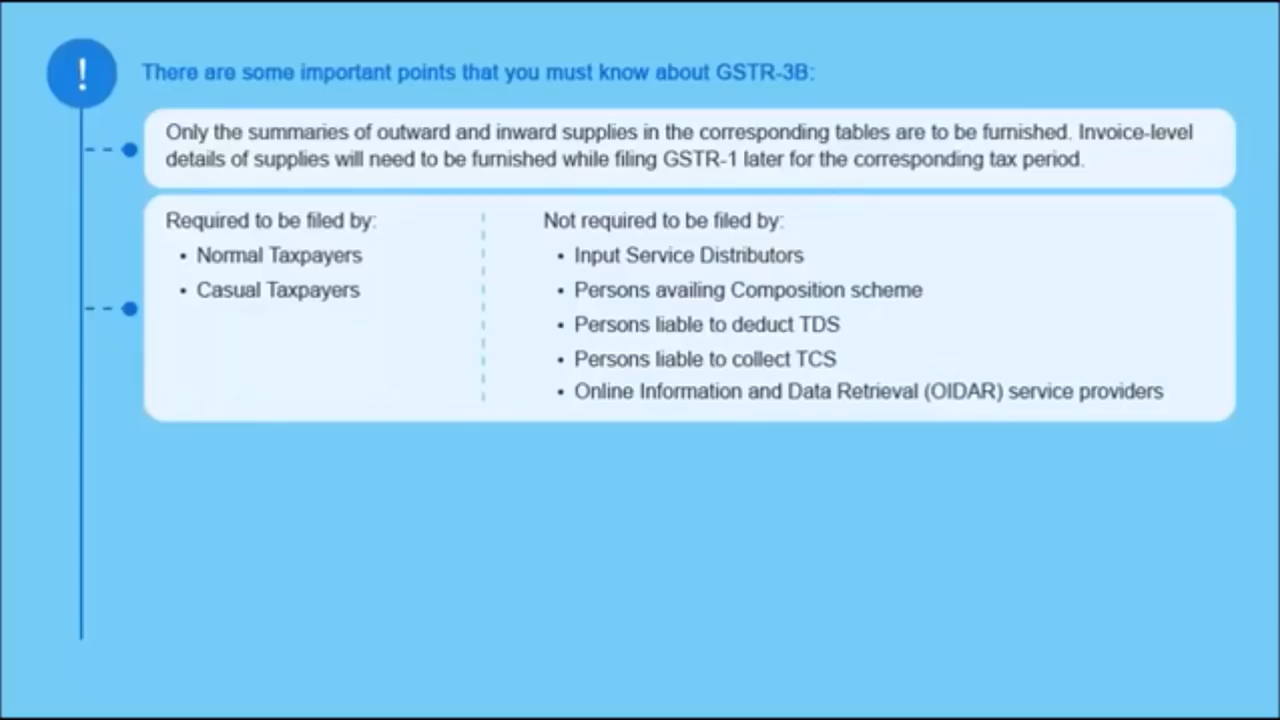 !
There are some important points that you must know about GSTR-3B:
Only the summaries of outward and inward supplies in the corresponding tables are to be furnished. Invoice-level
details of supplies will need to be furnished while filing GSTR-1 later for the corresponding tax period.
Required to be filed by:
• Normal Taxpayers
• Casual Taxpayers
Not required to be filed by:
• Input Service Distributors
• Persons availing Composition scheme
• Persons liable to deduct TDS
• Persons liable to collect TCS
• Online Information and Data Retrieval (OIDAR) service providers